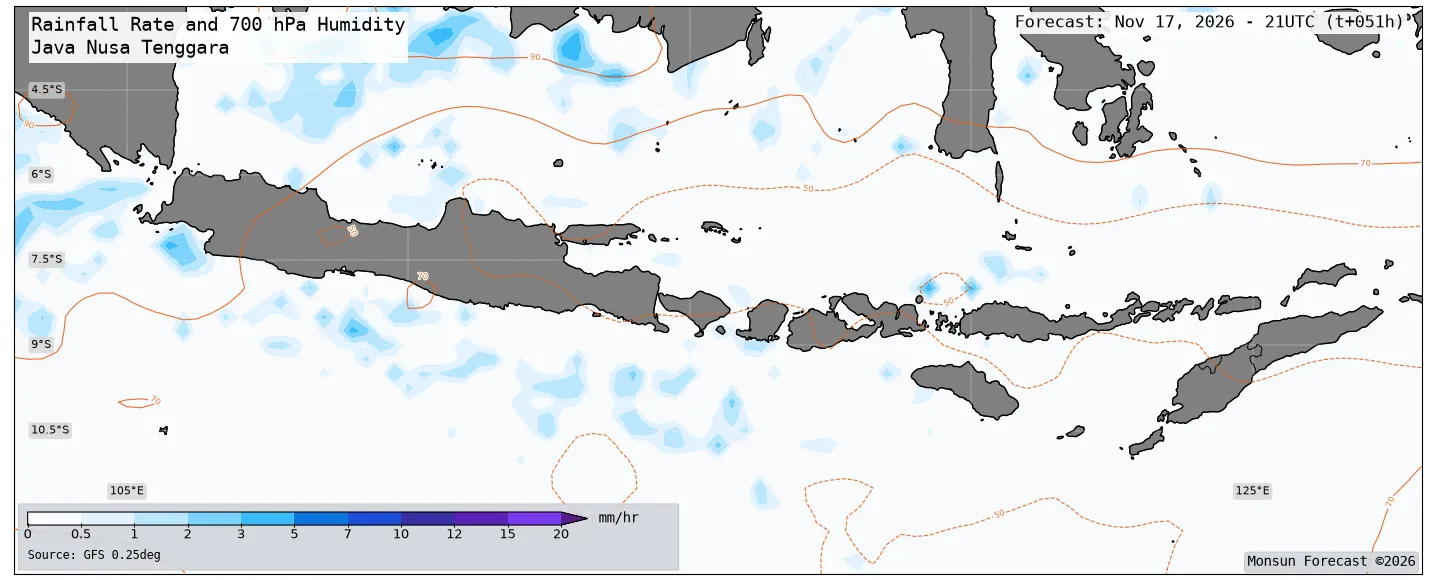 Rainfall Rate and 700 hPa Humidity
Java Nusa Tenggara
Forecast: Nov 17, 2026 - 21UTC (t+051h)
90
4.5°S
90
70
6°S
50
90
7.5°S
70
50
9°S
70
10.5°S
105°E
125°E
70
50
0 0.5 1 2 3 5 7 10 12 15 20
mm/hr
Source: GFS 0.25deg
Monsun Forecast ©2026